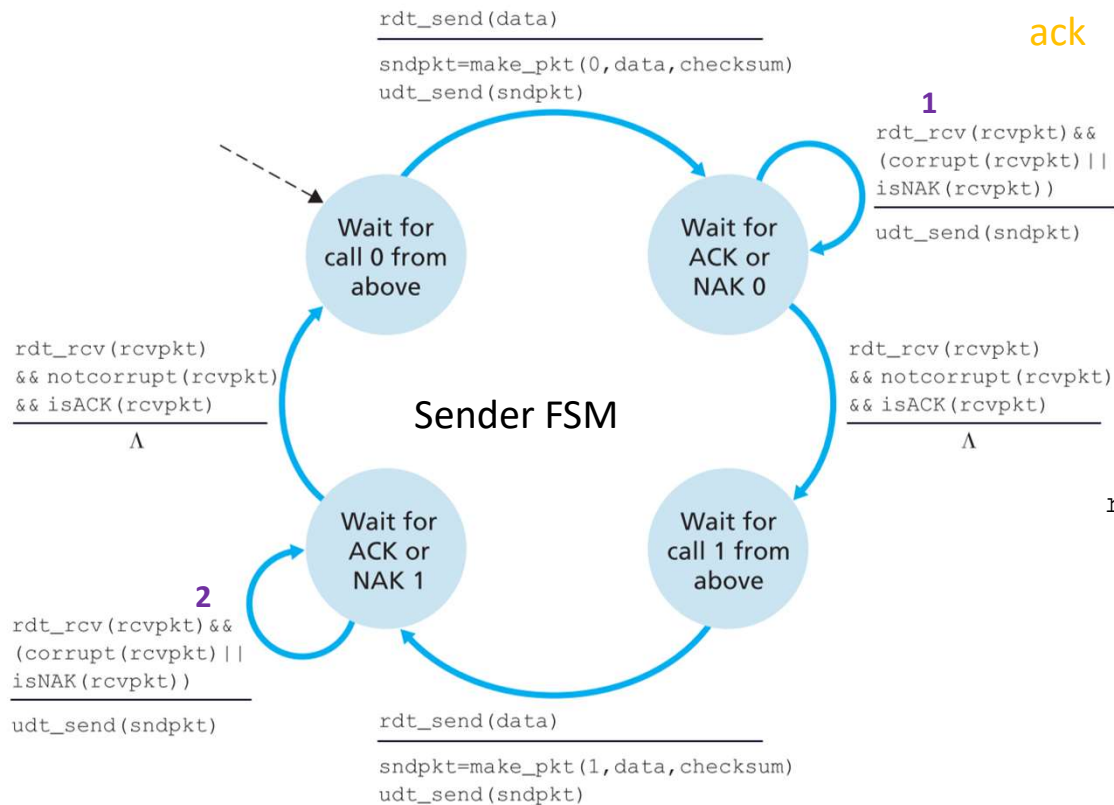 rdt_send(data)
sndpkt=make_pkt(0,data,checksum)
udt_send(sndpkt)
ack
1
rdt_rcv(rcvpkt)&&
(corrupt(rcvpkt)||
isNAK(rcvpkt))
udt_send(sndpkt)
Wait for
call 0 from
above
Wait for
ACK or
NAK 0
rdt_rcv(rcvpkt)
&& notcorrupt(rcvpkt)
&& isACK(rcvpkt)
Λ
Sender FSM
rdt_rcv(rcvpkt)
&& notcorrupt(rcvpkt)
&& isACK(rcvpkt)
Λ
r
Wait for
ACK or
NAK 1
Wait for
call 1 from
above
2
rdt_rcv(rcvpkt)&&
(corrupt(rcvpkt)||
isNAK(rcvpkt))
udt_send(sndpkt)
rdt_send(data)
sndpkt=make_pkt(1,data,checksum)
udt_send(sndpkt)